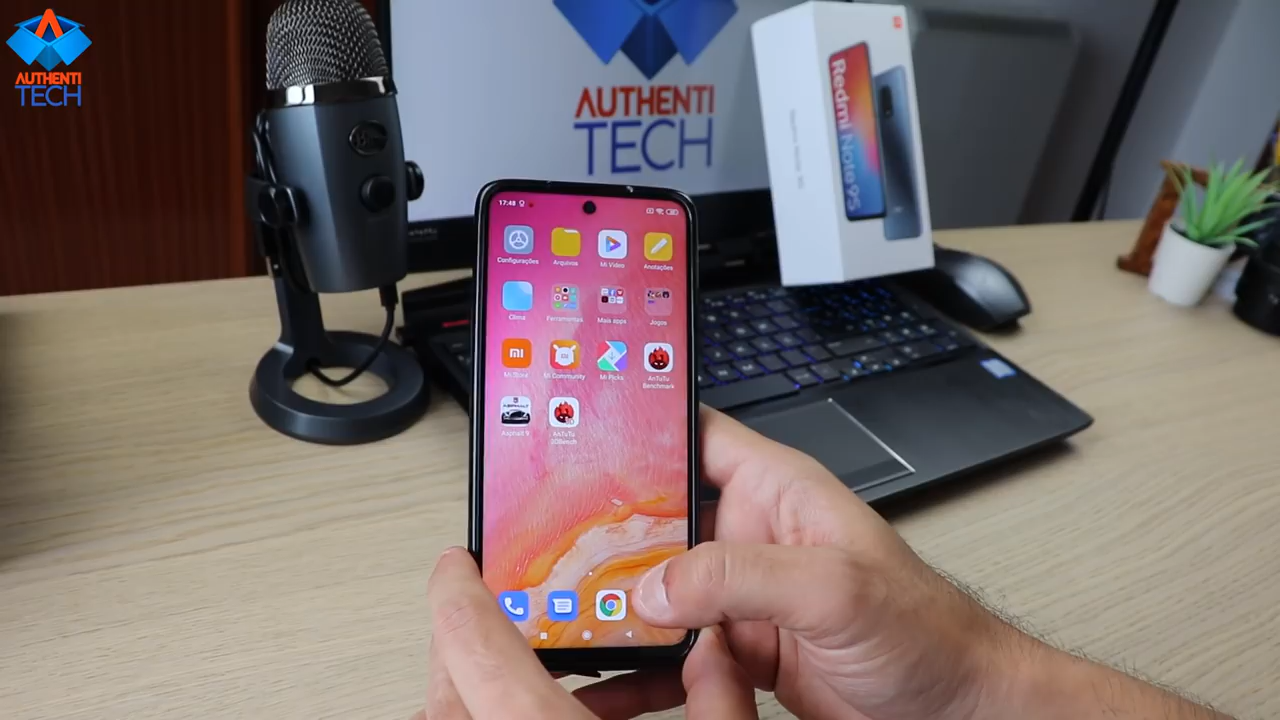 AUTHENTI
TECH
AUTHENTI
TECH
Redmi Note 9S
17:48
Configurações
Arquivos
Mi Vídeo
Anotações
Clima
Ferramentas
Mais apps
Jogos
Mi Store
Mi Community
Mi Picks
AnTuTu
Benchmark
Asphalt 9
AnTuTu
3DBench